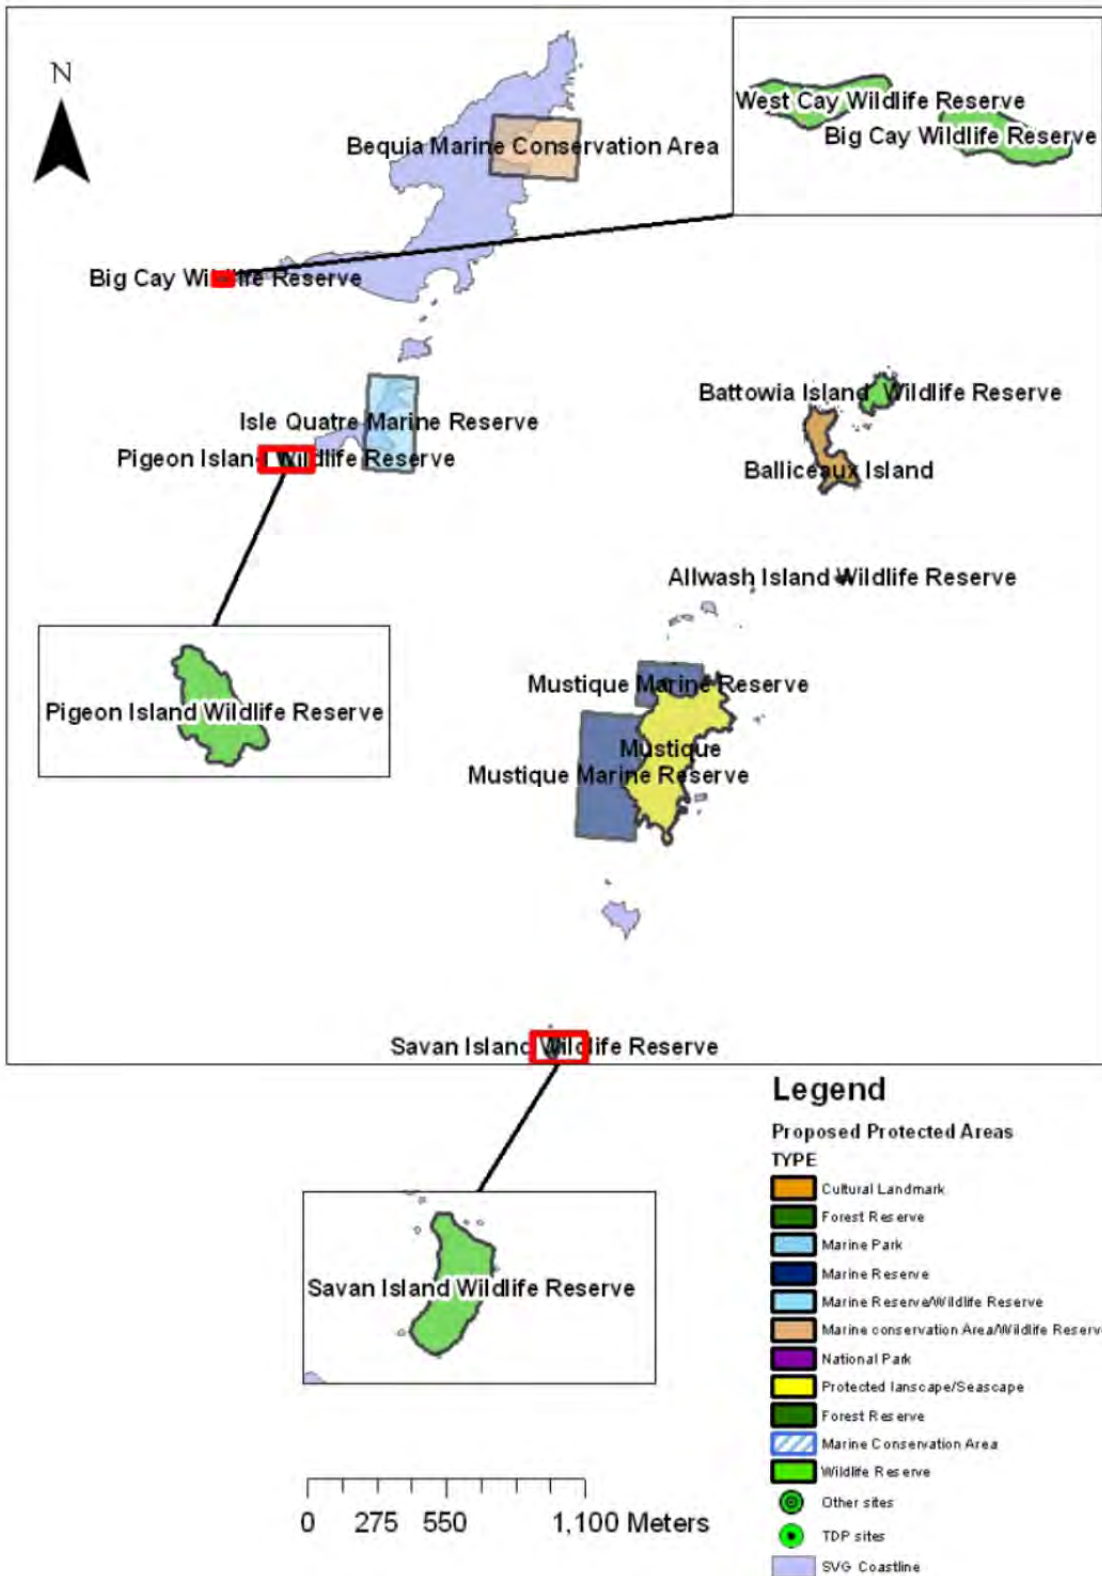 N
West Cay Wildlife Reserve
Big Cay Wildlife Reserve
Bequia Marine Conservation Area
Big Cay Wildlife Reserve
Battowia Island Wildlife Reserve
Isle Quatre Marine Reserve
Pigeon Island Wildlife Reserve
Balliceaux Island
Allwash Island Wildlife Reserve
Pigeon Island Wildlife Reserve
Mustique Marine Reserve
Mustique
Mustique Marine Reserve
Savan Island Wildlife Reserve
Savan Island Wildlife Reserve
Legend
Proposed Protected Areas
TYPE
Cultural Landmark
Forest Reserve
Marine Park
Marine Reserve
Marine Reserve/Wildlife Reserve
Marine conservation Area/Wildlife Reserve
National Park
Protected lanscape/Seascape
Forest Reserve
Marine Conservation Area
Wildlife Reserve
Other sites
TDP sites
SVG Coastline
0 275 550 1,100 Meters